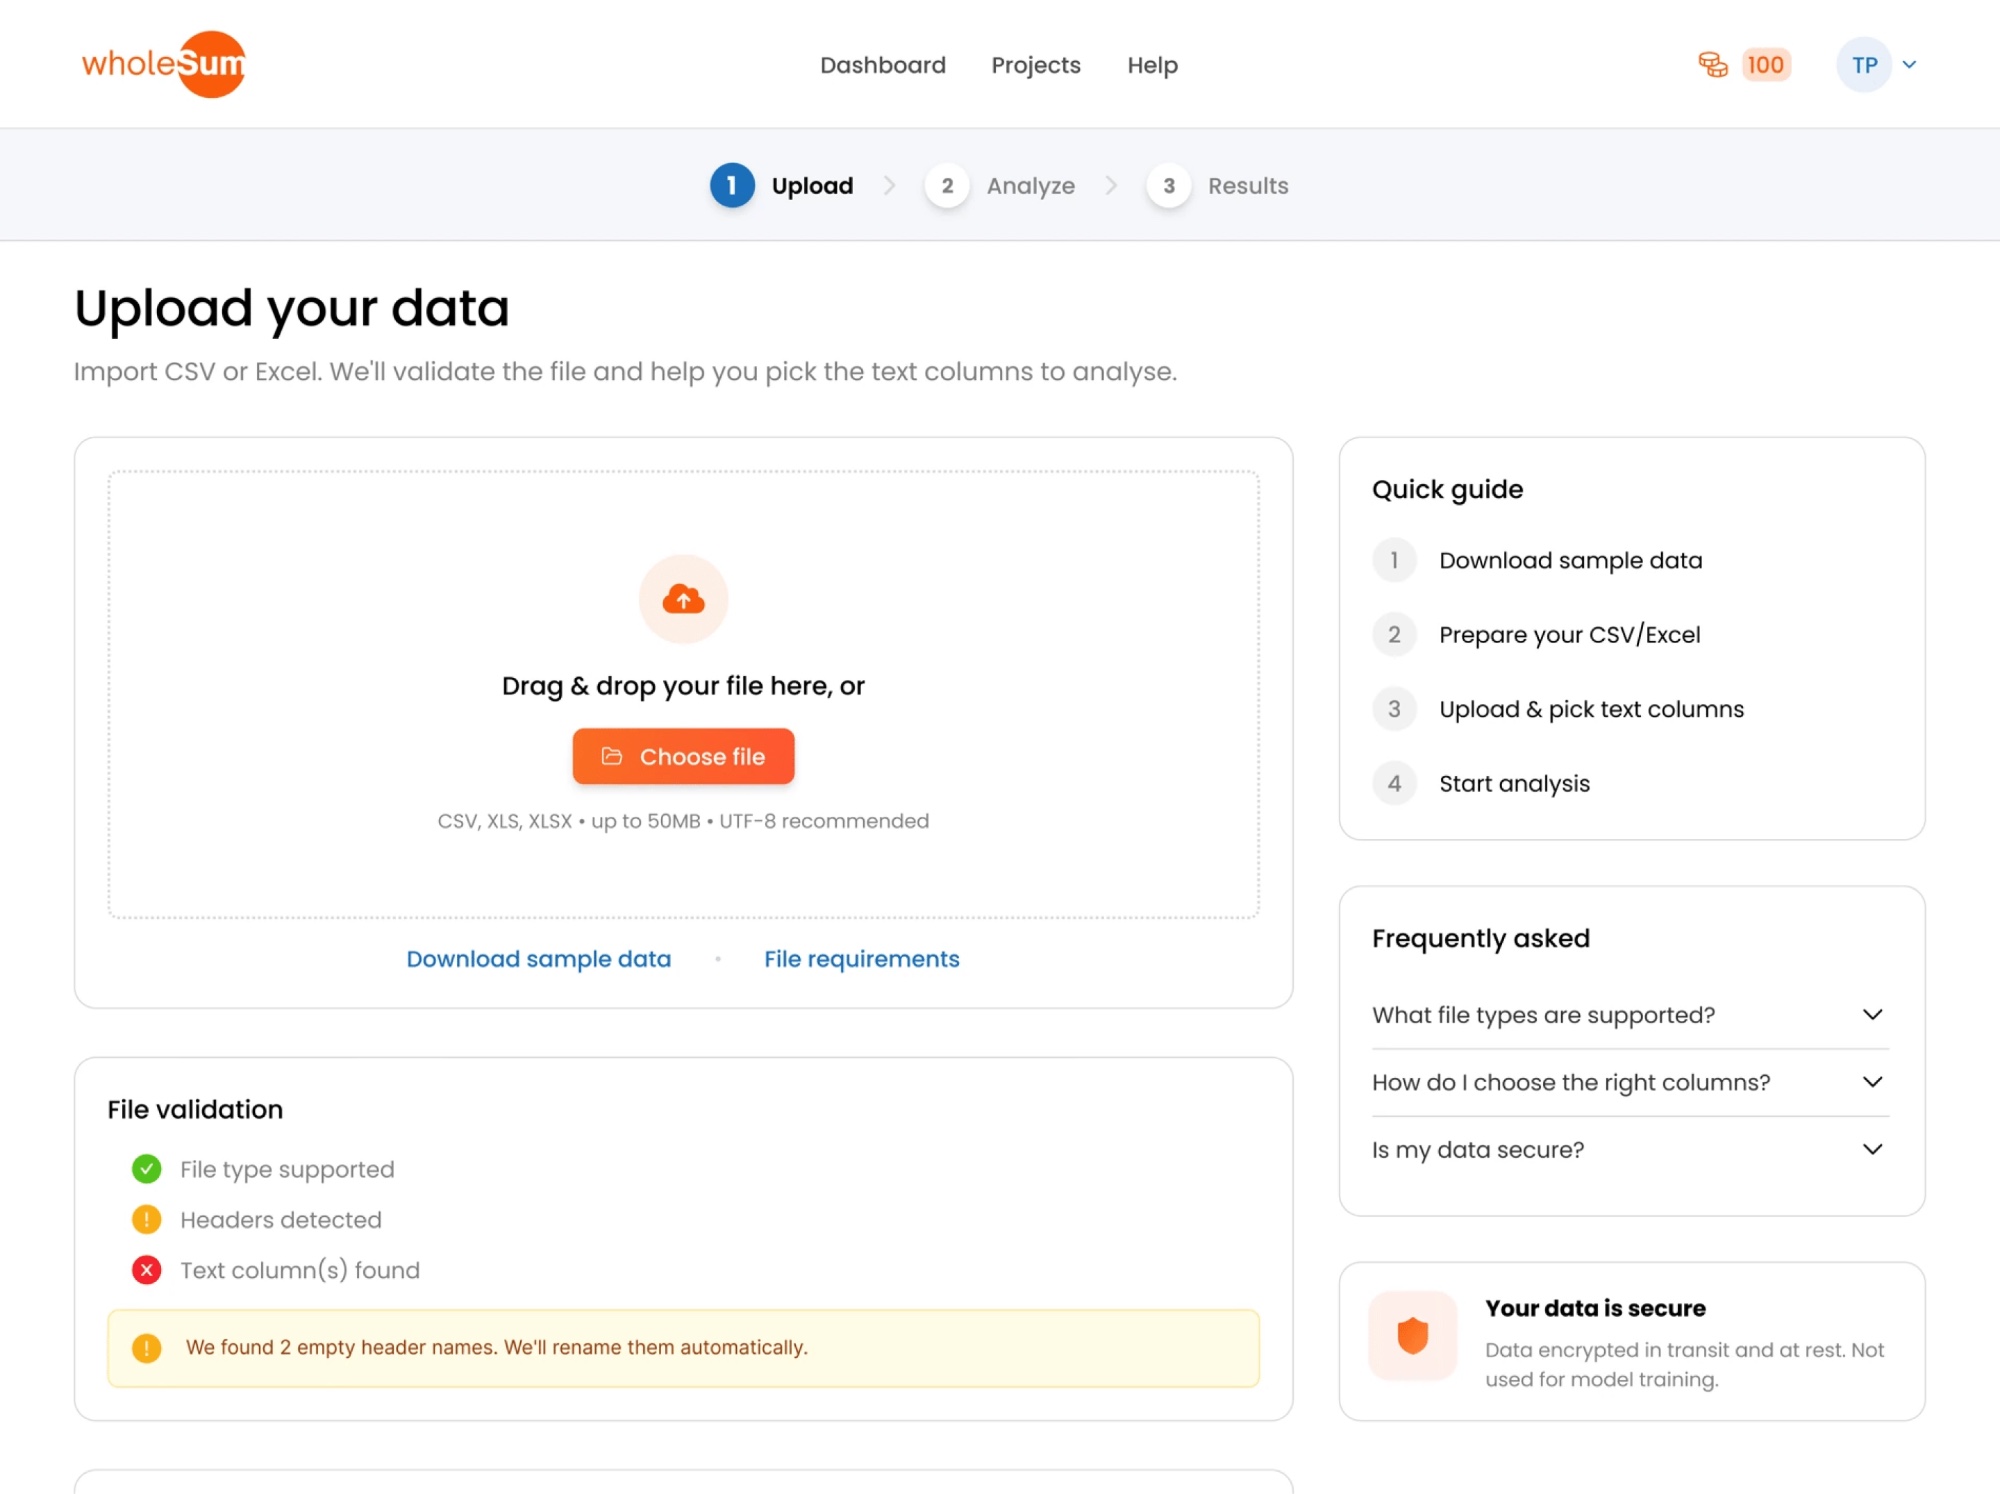 wholeSum
Dashboard
Projects
Help
100
TP
1
Upload
2
Analyze
3
Results
Upload your data
Import CSV or Excel. We'll validate the file and help you pick the text columns to analyse.
Drag & drop your file here, or
Choose file
CSV, XLS, XLSX • up to 50MB • UTF-8 recommended
Download sample data • File requirements
File validation
File type supported
Headers detected
Text column(s) found
We found 2 empty header names. We'll rename them automatically.
Quick guide
1 Download sample data
2 Prepare your CSV/Excel
3 Upload & pick text columns
4 Start analysis
Frequently asked
What file types are supported?
How do I choose the right columns?
Is my data secure?
Your data is secure
Data encrypted in transit and at rest. Not
used for model training.